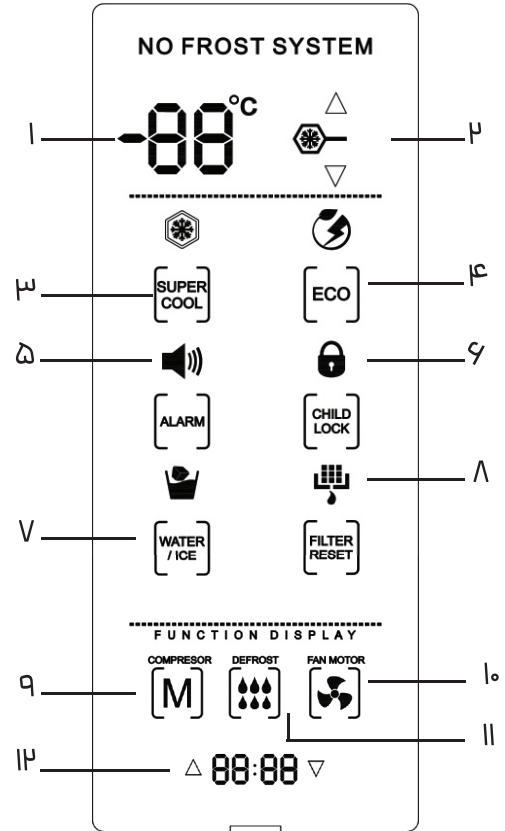 NO FROST SYSTEM
۱ -88°C ۲
۳ SUPER COOL ECO ۴
۵ ۶
ALARM CHILD LOCK
۸
۷ WATER / ICE FILTER RESET
FUNCTION DISPLAY
COMPRESOR DEFROST FAN MOTOR
۹ M ۱۰
۱۱
۱۲ 88:88